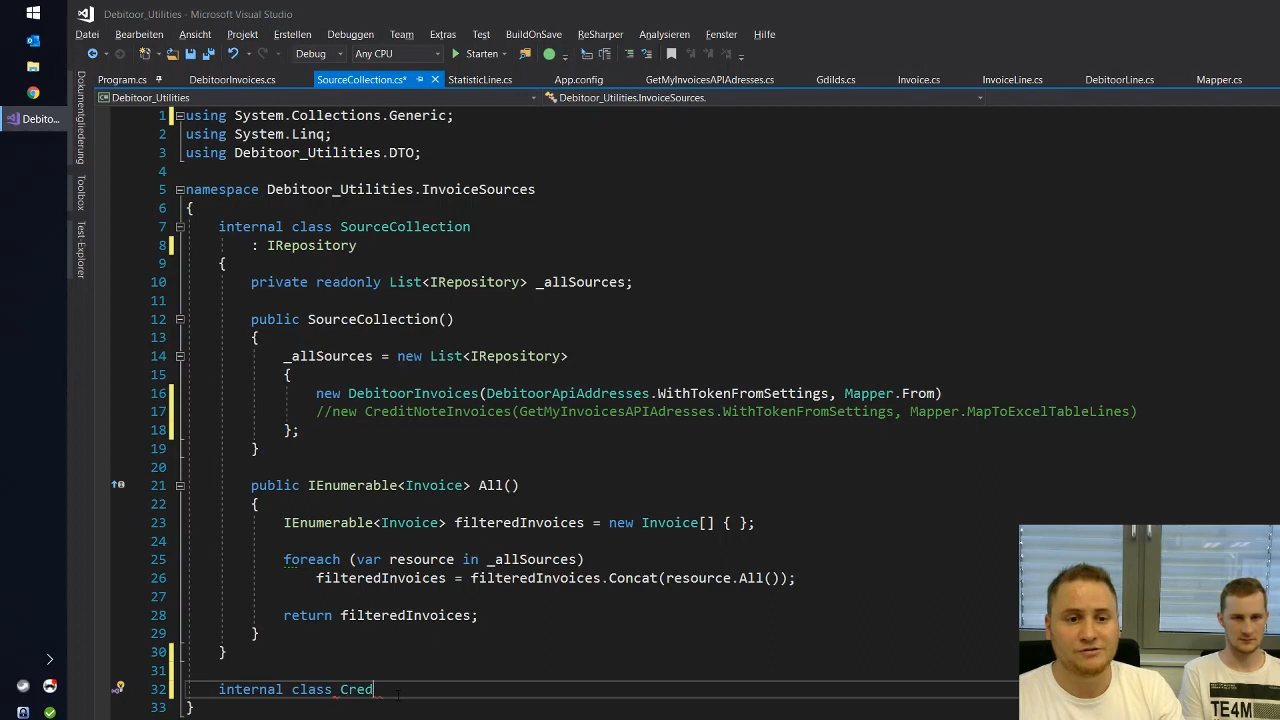 Debitoor_Utilities - Microsoft Visual Studio
Datei Bearbeiten Ansicht Projekt Erstellen Debuggen Team Extras Test BuildOnSave ReSharper Analysieren Fenster Hilfe
Debug Any CPU Starten
Program.cs DebitoorInvoices.cs SourceCollection.cs* StatisticLine.cs App.config GetMyInvoicesAPIAdresses.cs GdiIds.cs Invoice.cs InvoiceLine.cs DebitoorLine.cs Mapper.cs
Debitoor_Utilities Debitoor_Utilities.InvoiceSources.
Debito...
Dokumentgliederung
Toolbox
Test-Explorer
1 using System.Collections.Generic;
2 using System.Linq;
3 using Debitoor_Utilities.DTO;
4
5 namespace Debitoor_Utilities.InvoiceSources
6 {
7 internal class SourceCollection
8 : IRepository
9 {
10 private readonly List<IRepository> _allSources;
11
12 public SourceCollection()
13 {
14 _allSources = new List<IRepository>
15 {
16 new DebitoorInvoices(DebitoorApiAddresses.WithTokenFromSettings, Mapper.From)
17 //new CreditNoteInvoices(GetMyInvoicesAPIAdresses.WithTokenFromSettings, Mapper.MapToExcelTableLines)
18 };
19 }
20
21 public IEnumerable<Invoice> All()
22 {
23 IEnumerable<Invoice> filteredInvoices = new Invoice[] { };
24
25 foreach (var resource in _allSources)
26 filteredInvoices = filteredInvoices.Concat(resource.All());
27
28 return filteredInvoices;
29 }
30 }
31
32 internal class Cred
33 }
TE4M